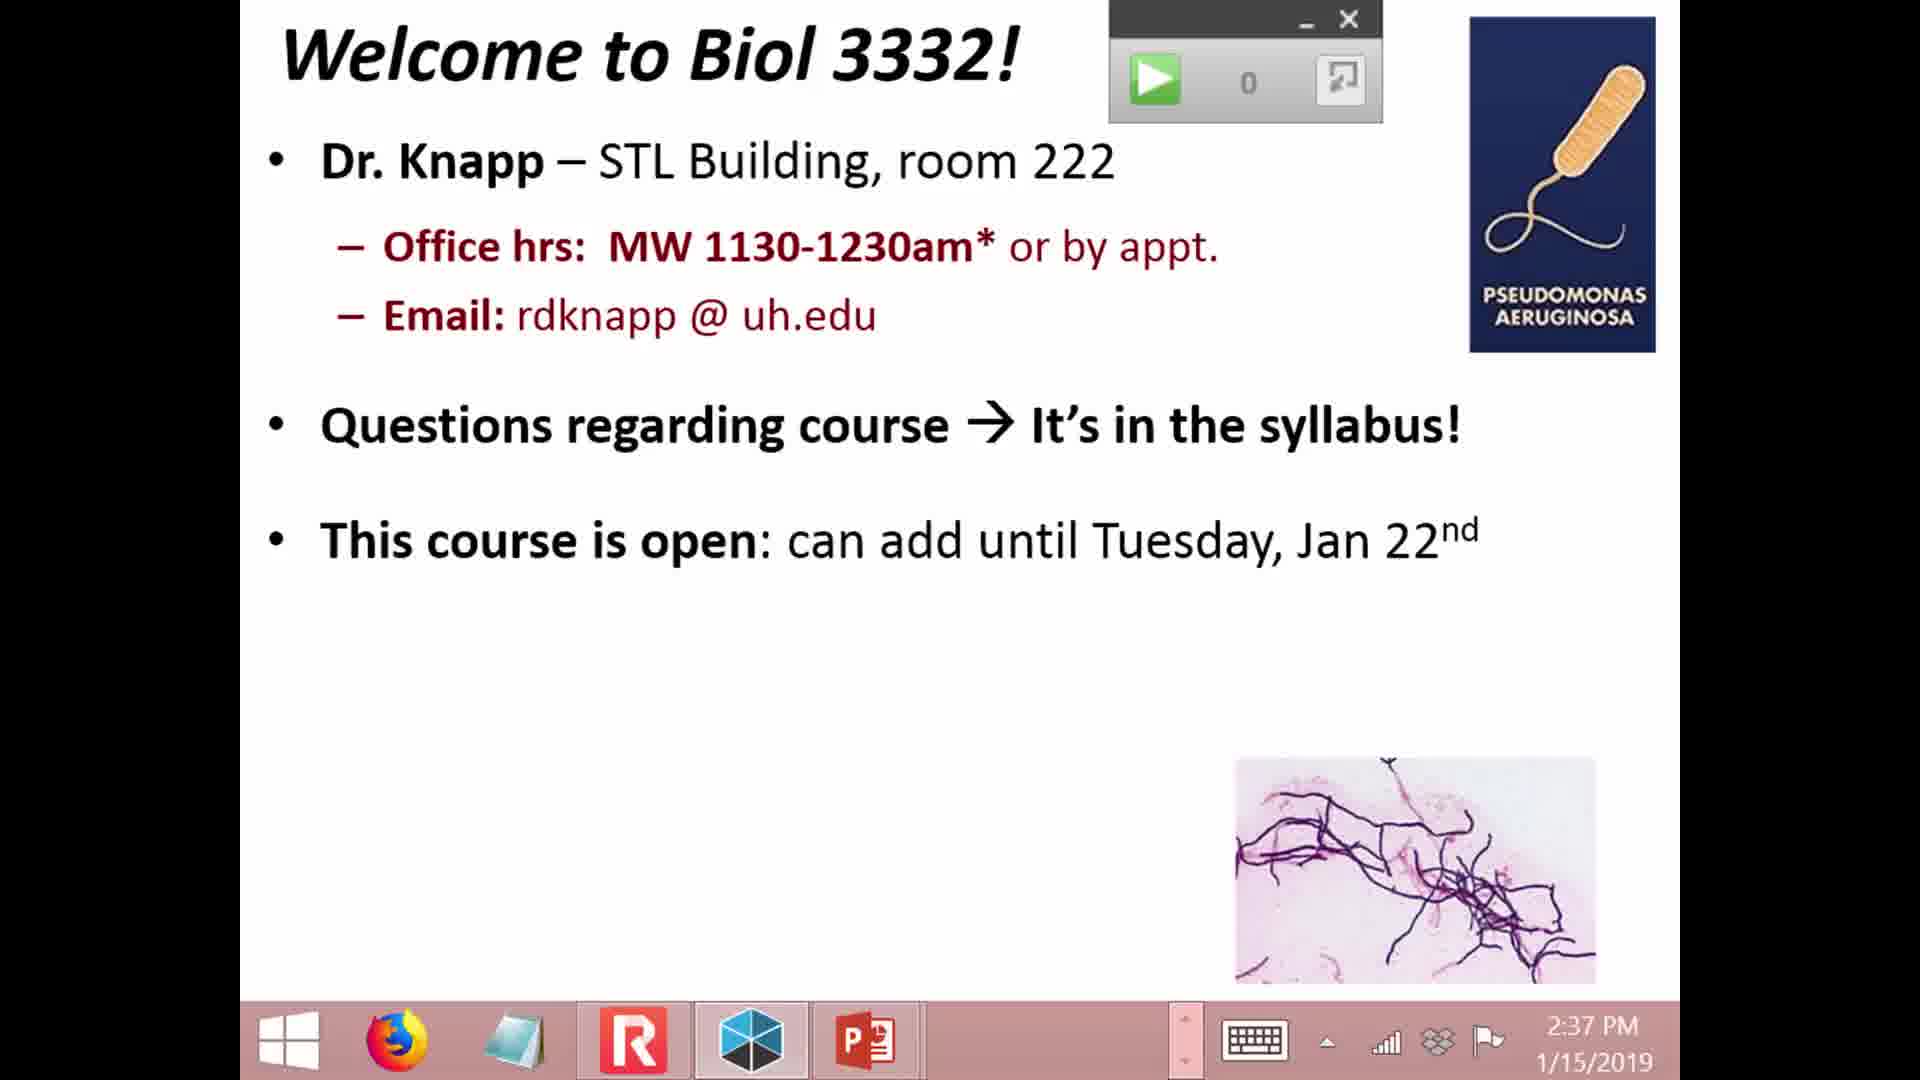 Welcome to Biol 3332!
0
• Dr. Knapp – STL Building, room 222
– Office hrs: MW 1130-1230am* or by appt.
– Email: rdknapp @ uh.edu
PSEUDOMONAS
AERUGINOSA
• Questions regarding course → It's in the syllabus!
• This course is open: can add until Tuesday, Jan 22nd
R
P
2:37 PM
1/15/2019